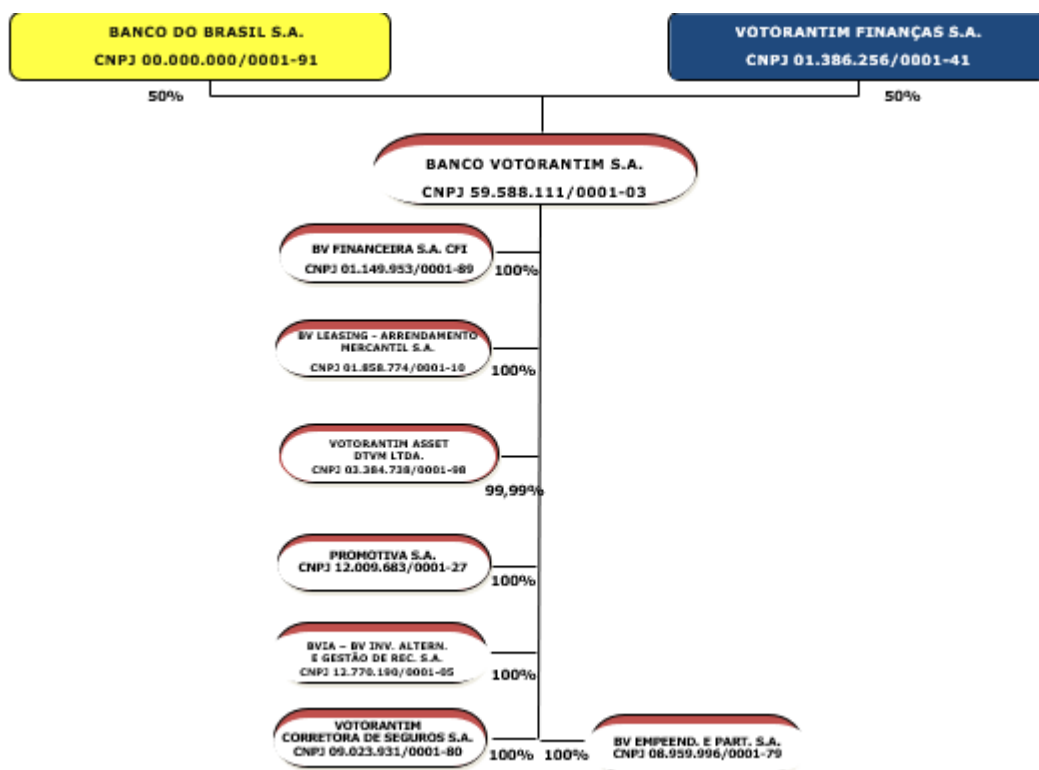 BANCO DO BRASIL S.A.
CNPJ 00.000.000/0001-91
VOTORANTIM FINANÇAS S.A.
CNPJ 01.386.256/0001-41
50%
50%
BANCO VOTORANTIM S.A.
CNPJ 59.588.111/0001-03
BV FINANCEIRA S.A. CFI
CNPJ 01.149.953/0001-89
100%
BV LEASING - ARRENDAMENTO
MERCANTIL S.A.
CNPJ 01.858.774/0001-10
100%
VOTORANTIM ASSET
DTVM LTDA.
CNPJ 03.384.738/0001-98
99,99%
PROMOTIVA S.A.
CNPJ 12.009.683/0001-27
100%
BVIA – BV INV. ALTERN.
E GESTÃO DE REC. S.A.
CNPJ 12.770.190/0001-05
100%
VOTORANTIM
CORRETORA DE SEGUROS S.A.
CNPJ 09.023.931/0001-80
100% 100%
BV EMPEEND. E PART. S.A.
CNPJ 08.959.996/0001-79